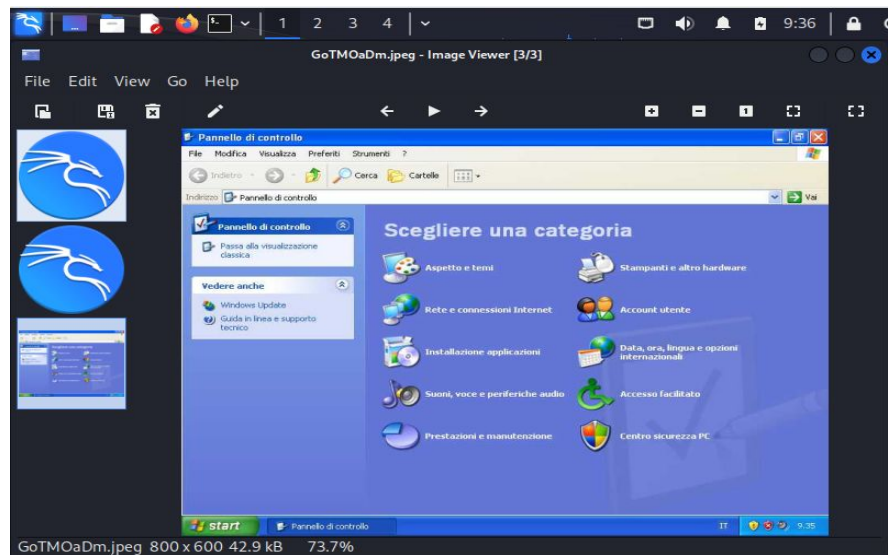 1 2 3 4 9:36
GoTMOaDm.jpeg - Image Viewer [3/3]
File Edit View Go Help
Pannello di controllo
File Modifica Visualizza Preferiti Strumenti ?
Indietro Cerca Cartelle
Indirizzo Pannello di controllo Vai
Pannello di controllo
Passa alla visualizzazione
classica
Vedere anche
Windows Update
Guida in linea e supporto
tecnico
Scegliere una categoria
Aspetto e temi
Stampanti e altro hardware
Rete e connessioni Internet
Account utente
Installazione applicazioni
Data, ora, lingua e opzioni
internazionali
Suoni, voce e periferiche audio
Accesso facilitato
Prestazioni e manutenzione
Centro sicurezza PC
start Pannello di controllo IT 9.35
GoTMOaDm.jpeg 800 x 600 42.9 kB 73.7%